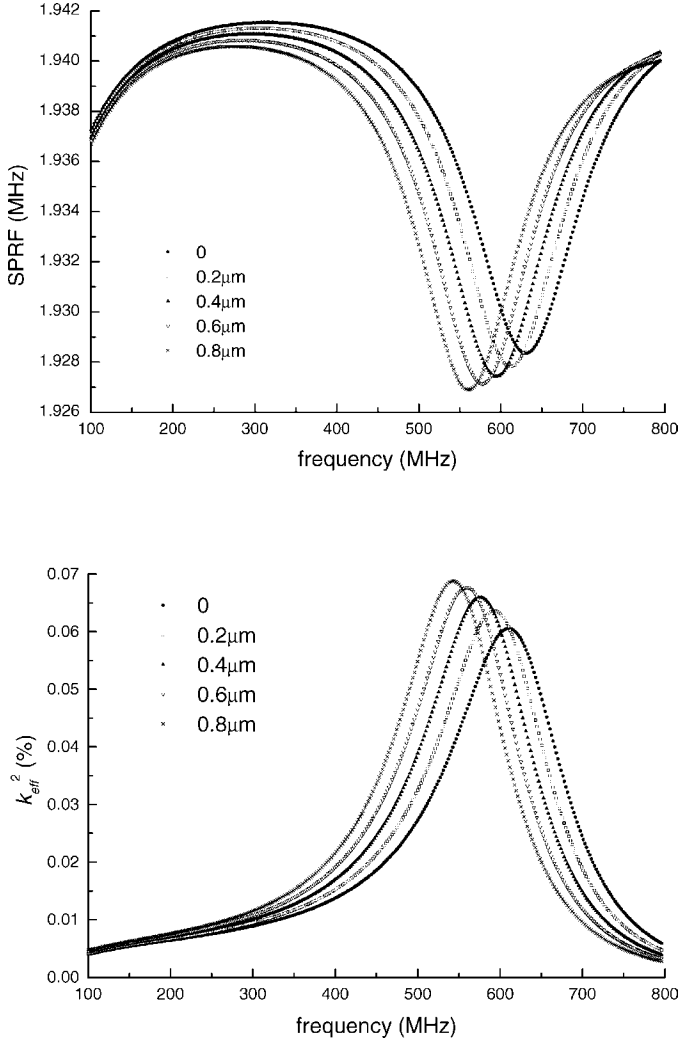 1.942
1.940
1.938
1.936
1.934
1.932
1.930
1.928
1.926
SPRF (MHz)
0
0.2μm
0.4μm
0.6μm
0.8μm
100 200 300 400 500 600 700 800
frequency (MHz)
0.07
0.06
0.05
0.04
0.03
0.02
0.01
0.00
k_eff^2 (%)
0
0.2μm
0.4μm
0.6μm
0.8μm
100 200 300 400 500 600 700 800
frequency (MHz)